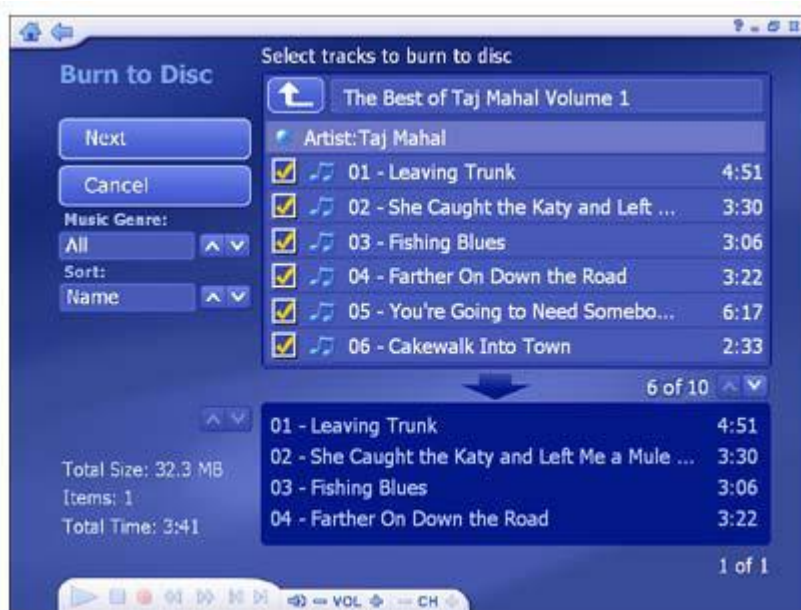 Select tracks to burn to disc
Burn to Disc
The Best of Taj Mahal Volume 1
Next
Artist:Taj Mahal
Cancel
01 - Leaving Trunk 4:51
02 - She Caught the Katy and Left ... 3:30
Music Genre:
All
03 - Fishing Blues 3:06
Sort:
Name
04 - Farther On Down the Road 3:22
05 - You're Going to Need Somebo... 6:17
06 - Cakewalk Into Town 2:33
6 of 10
01 - Leaving Trunk 4:51
02 - She Caught the Katy and Left Me a Mule ... 3:30
03 - Fishing Blues 3:06
04 - Farther On Down the Road 3:22
Total Size: 32.3 MB
Items: 1
Total Time: 3:41
1 of 1
VOL
CH